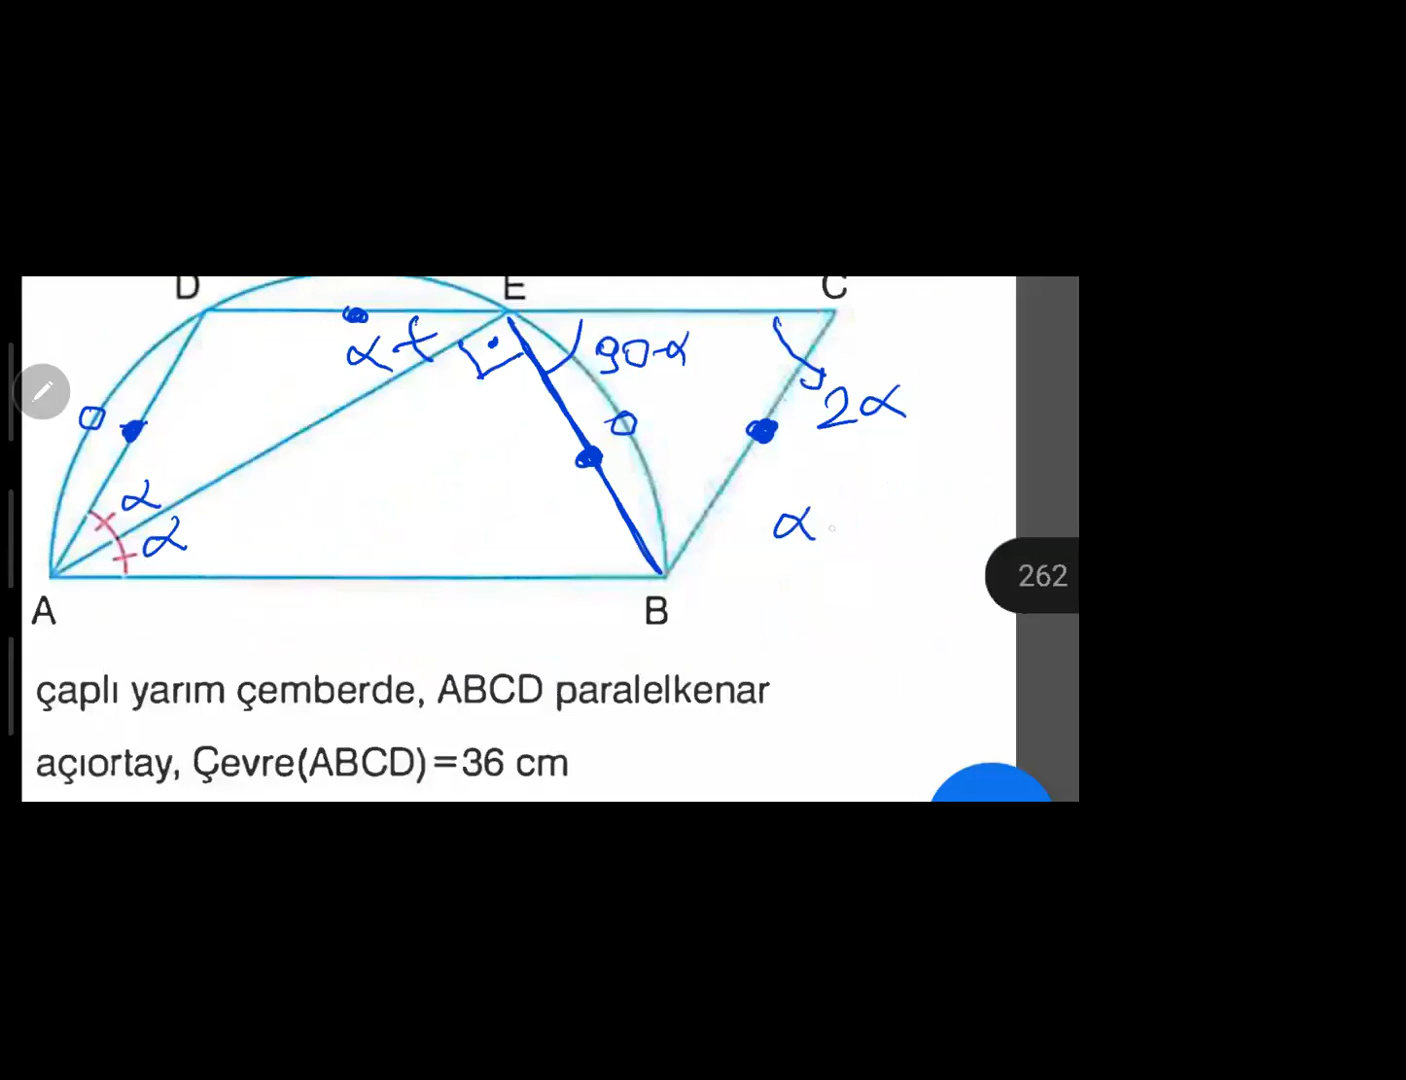 D E C
α 90-α
2α
α
α α
262
A B
çaplı yarım çemberde, ABCD paralelkenar
açıortay, Çevre(ABCD)=36 cm